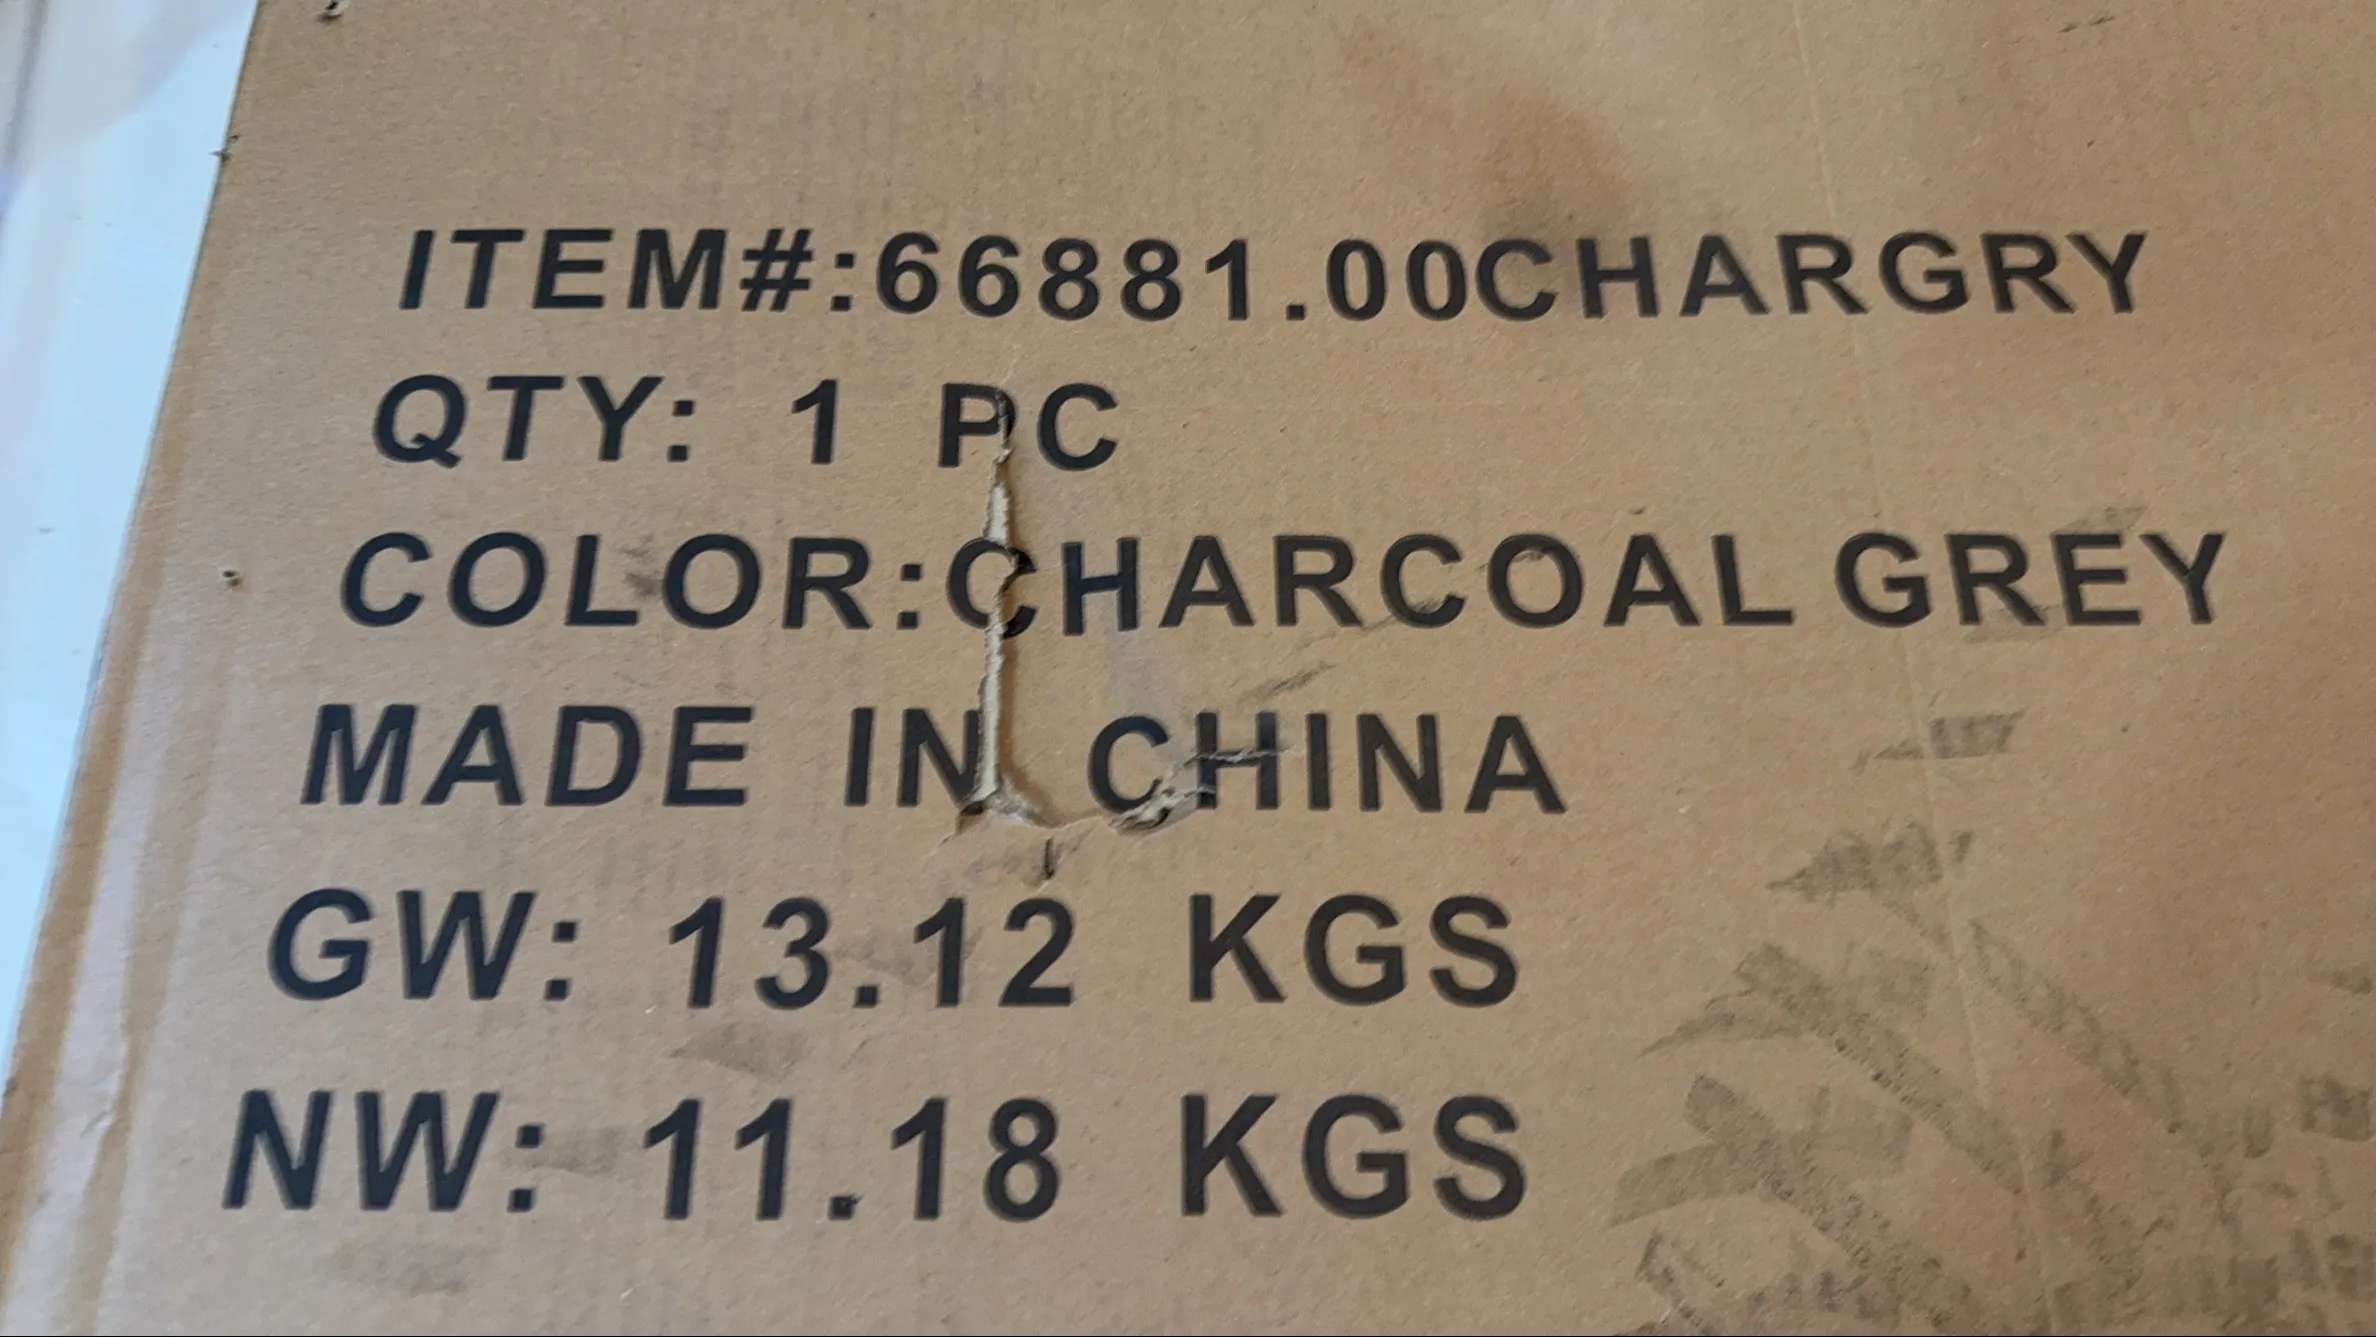 ITEM#:66881.00CHARGRY
QTY: 1 PC
COLOR:CHARCOAL GREY
MADE IN CHINA
GW: 13.12 KGS
NW: 11.18 KGS